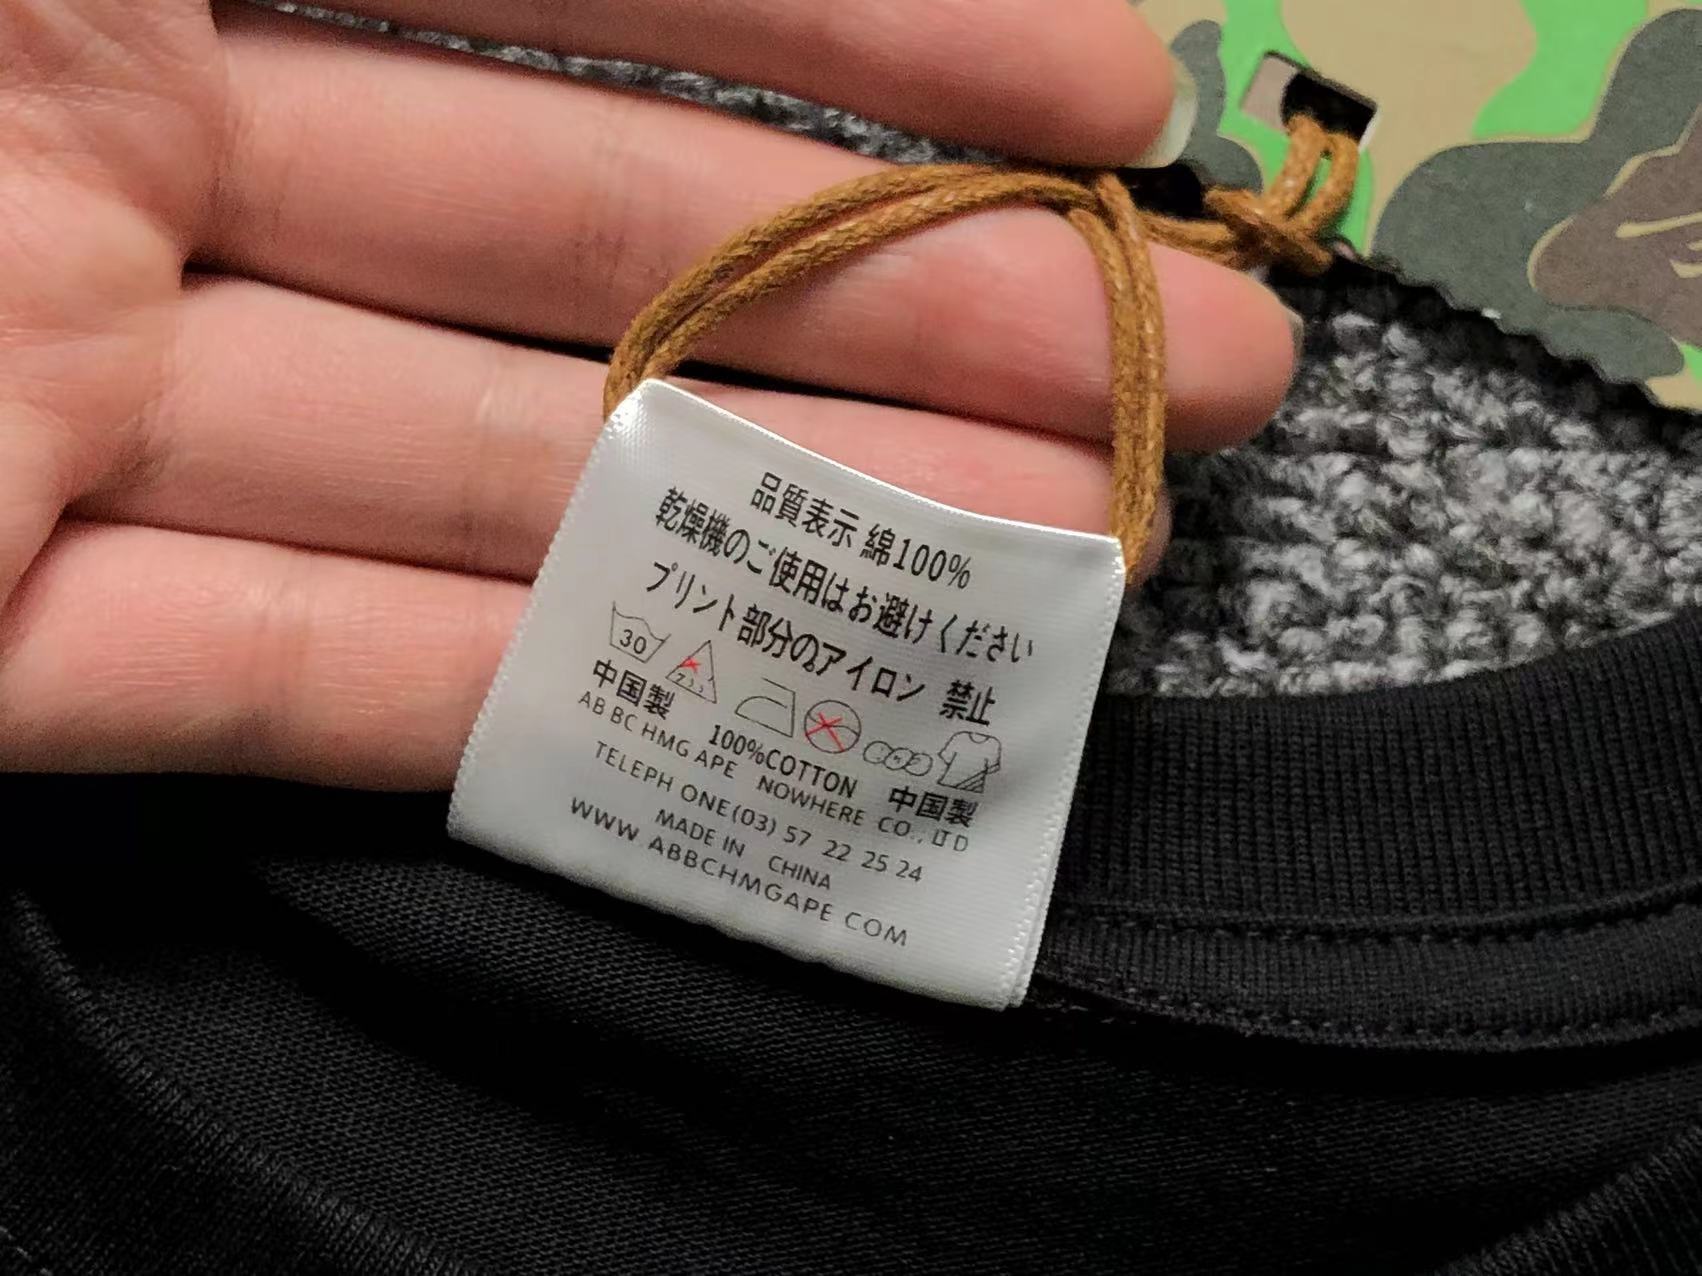 品質表示 綿100%
乾燥機のご使用はお避けください
プリント部分のアイロン 禁止
30
中国製 100%COTTON 中国製
AB BC HMG APE NOWHERE CO., LTD
TELEPH ONE(03) 57 22 25 24
MADE IN CHINA
WWW. ABBCHMGAPE COM